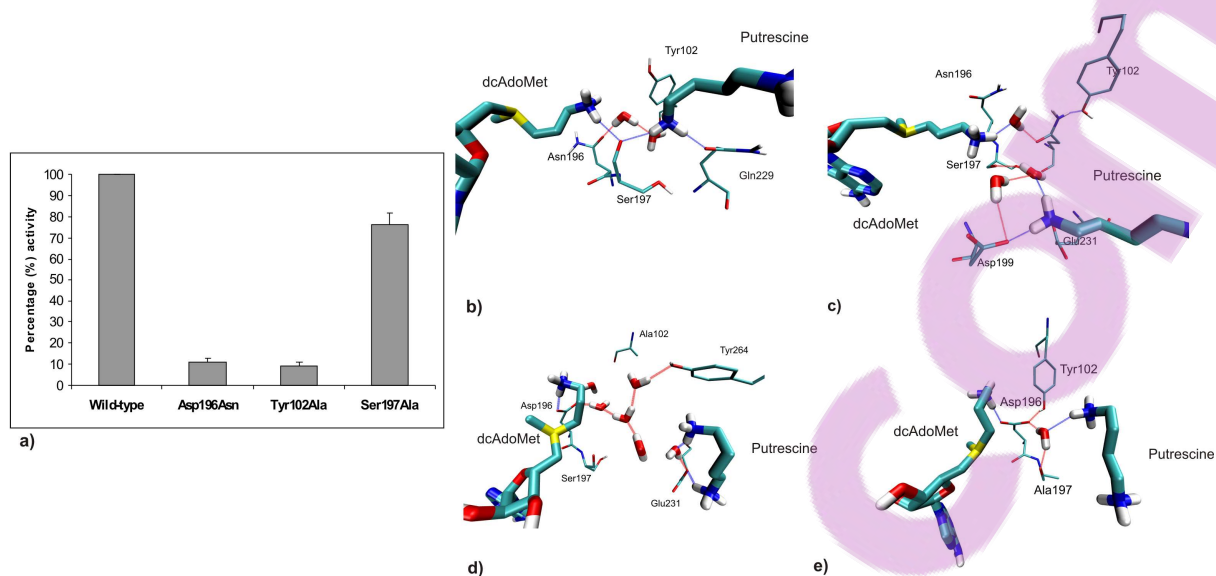 100
90
80
70
60
50
40
30
20
10
0
Percentage (%) activity
Wild-type Asp196Asn Tyr102Ala Ser197Ala
a)
Putrescine
Tyr102
dcAdoMet
Asn196
Gln229
Ser197
b)
Tyr102
Asn196
Ser197
Putrescine
dcAdoMet
Glu231
Asp199
c)
Ala102
Tyr264
Asp196
dcAdoMet
Putrescine
Ser197
Glu231
d)
Tyr102
Asp196
dcAdoMet
Putrescine
Ala197
e)